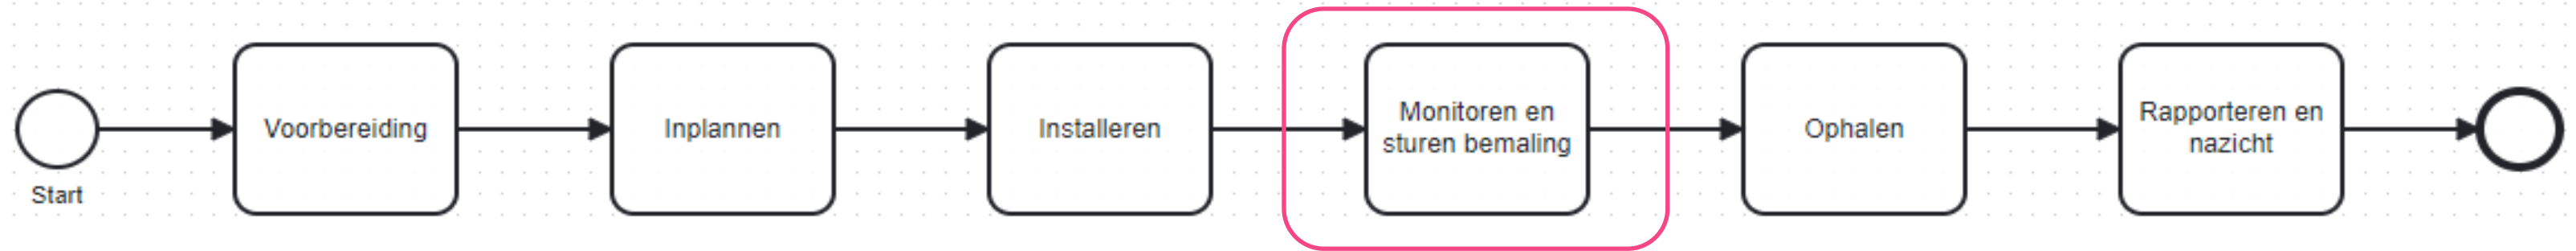 Start
Voorbereiding
Inplannen
Installeren
Monitoren en
sturen bemaling
Ophalen
Rapporteren en
nazicht